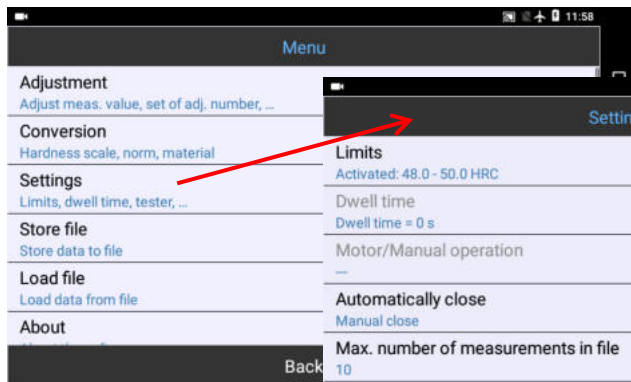 11:58
Menu
Adjustment
Adjust meas. value, set of adj. number, ...
Conversion
Hardness scale, norm, material
Settings
Limits, dwell time, tester, ...
Store file
Store data to file
Load file
Load data from file
About
Back
Settin
Limits
Activated: 48.0 - 50.0 HRC
Dwell time
Dwell time = 0 s
Motor/Manual operation
---
Automatically close
Manual close
Max. number of measurements in file
10